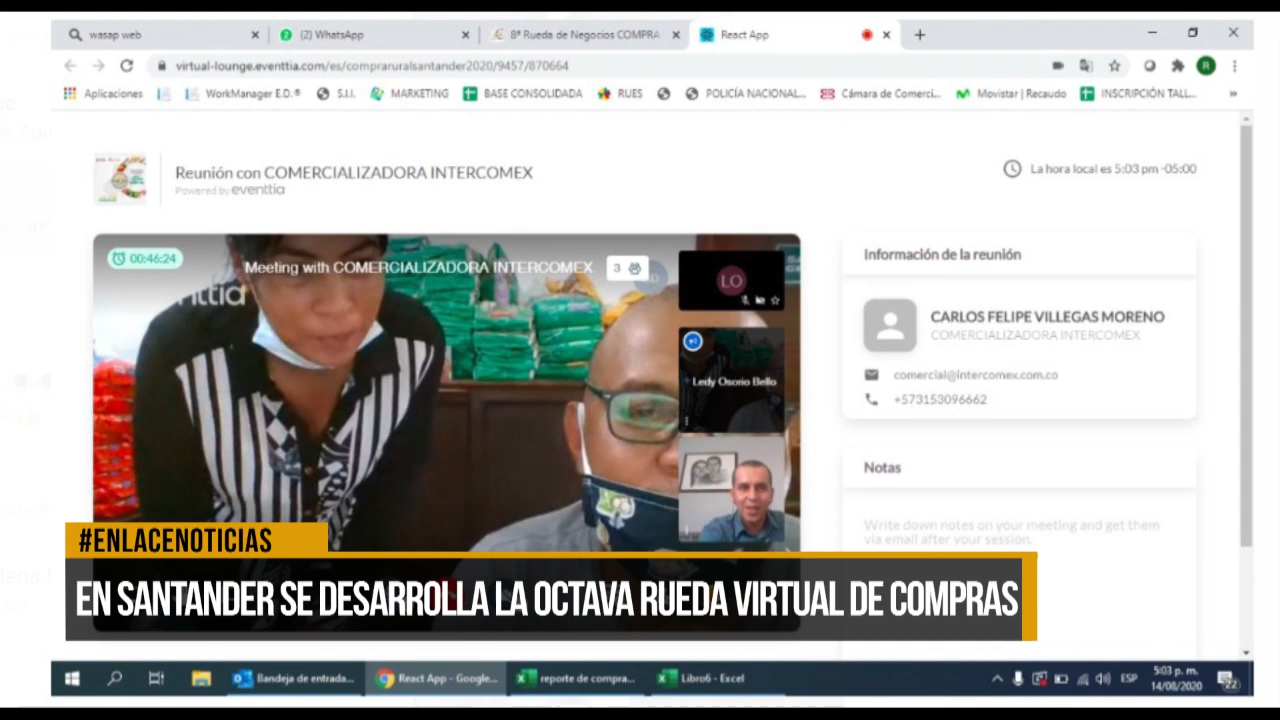 wasap web
(2) WhatsApp
8ª Rueda de Negocios COMPRA
React App
virtual-lounge.eventtia.com/es/compraruralsantander2020/9457/870664
Aplicaciones
WorkManager E.D.®
S.I.I.
MARKETING
BASE CONSOLIDADA
RUES
POLICÍA NACIONAL...
Cámara de Comerci...
Movistar | Recaudo
INSCRIPCIÓN TALL...
Reunión con COMERCIALIZADORA INTERCOMEX
Powered by eventtia
La hora local es 5:03 pm -05:00
00:46:24
Meeting with COMERCIALIZADORA INTERCOMEX
3
LO
Ledy Osorio Bello
Información de la reunión
CARLOS FELIPE VILLEGAS MORENO
COMERCIALIZADORA INTERCOMEX
comercial@intercomex.com.co
+573153096662
Notas
Write down notes on your meeting and get them
via email after your session.
#ENLACENOTICIAS
EN SANTANDER SE DESARROLLA LA OCTAVA RUEDA VIRTUAL DE COMPRAS
Bandeja de entrada...
React App - Google...
reporte de compra...
Libro6 - Excel
ESP
5:03 p. m.
14/08/2020
22